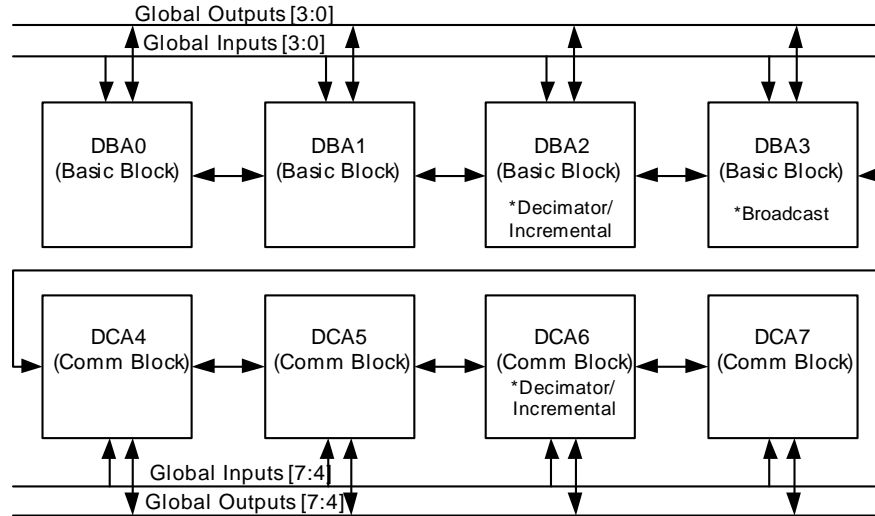 Global Outputs [3:0]
Global Inputs [3:0]
DBA0
(Basic Block)
DBA1
(Basic Block)
DBA2
(Basic Block)
*Decimator/
Incremental
DBA3
(Basic Block)
*Broadcast
DCA4
(Comm Block)
DCA5
(Comm Block)
DCA6
(Comm Block)
*Decimator/
Incremental
DCA7
(Comm Block)
Global Inputs [7:4]
Global Outputs [7:4]